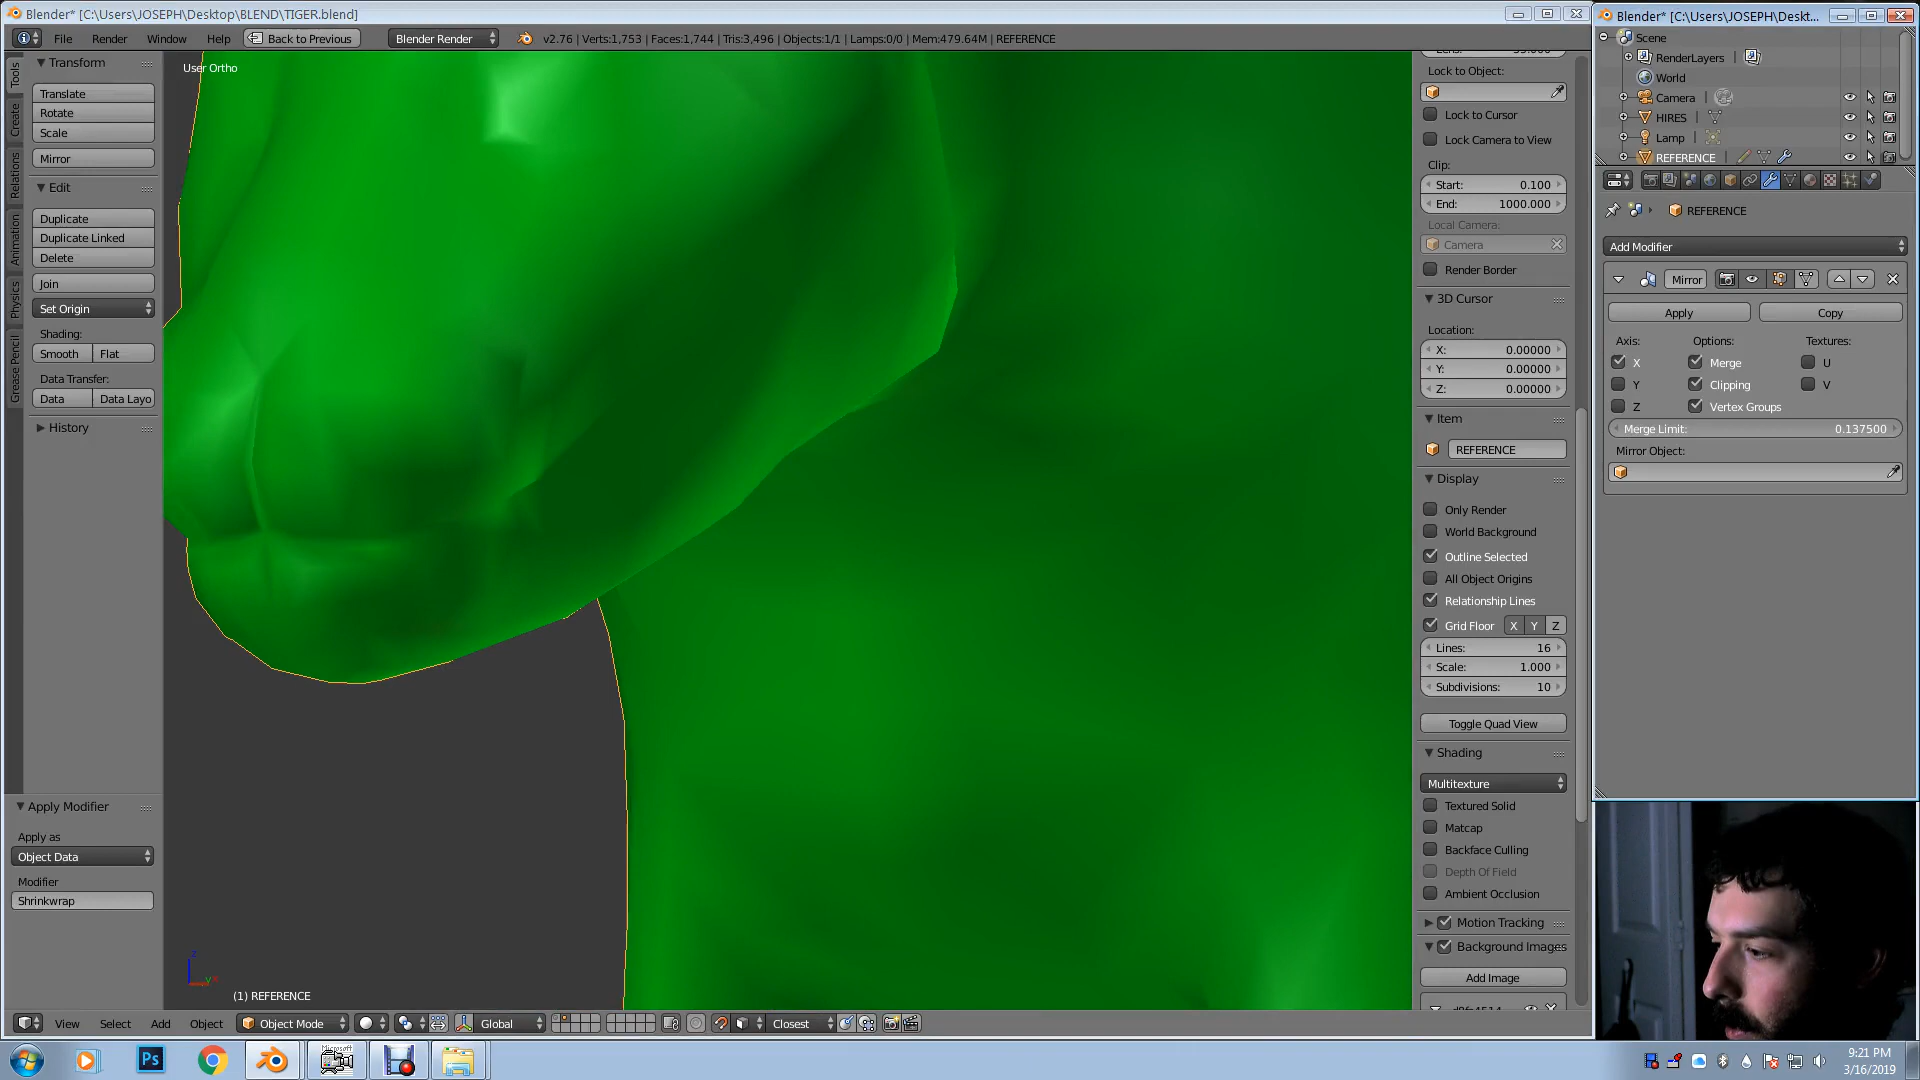 Blender* [C:\Users\JOSEPH\Desktop\BLEND\TIGER.blend]
File Render Window Help Back to Previous Blender Render v2.76 | Verts:1,753 | Faces:1,744 | Tris:3,496 | Objects:1/1 | Lamps:0/0 | Mem:479.64M | REFERENCE
Tools
Create
Relations
Animation
Physics
Grease Pencil
Transform
Translate
Rotate
Scale
Mirror
Edit
Duplicate
Duplicate Linked
Delete
Join
Set Origin
Shading:
Smooth Flat
Data Transfer:
Data Data Layo
History
Apply Modifier
Apply as
Object Data
Modifier
Shrinkwrap
User Ortho
z
(1) REFERENCE
View Select Add Object Object Mode Global Closest
Lock to Object:
Lock to Cursor
Lock Camera to View
Clip:
Start: 0.100
End: 1000.000
Local Camera:
Camera
Render Border
3D Cursor
Location:
X: 0.00000
Y: 0.00000
Z: 0.00000
Item
REFERENCE
Display
Only Render
World Background
Outline Selected
All Object Origins
Relationship Lines
Grid Floor X Y Z
Lines: 16
Scale: 1.000
Subdivisions: 10
Toggle Quad View
Shading
Multitexture
Textured Solid
Matcap
Backface Culling
Depth Of Field
Ambient Occlusion
Motion Tracking
Background Images
Add Image
Blender* [C:\Users\JOSEPH\Deskt...
Scene
RenderLayers
World
Camera
HIRES
Lamp
REFERENCE
REFERENCE
Add Modifier
Mirror
Apply Copy
Axis: Options: Textures:
X Merge U
Y Clipping V
Z Vertex Groups
Merge Limit: 0.137500
Mirror Object:
Ps
Microsoft
9:21 PM
3/16/2019